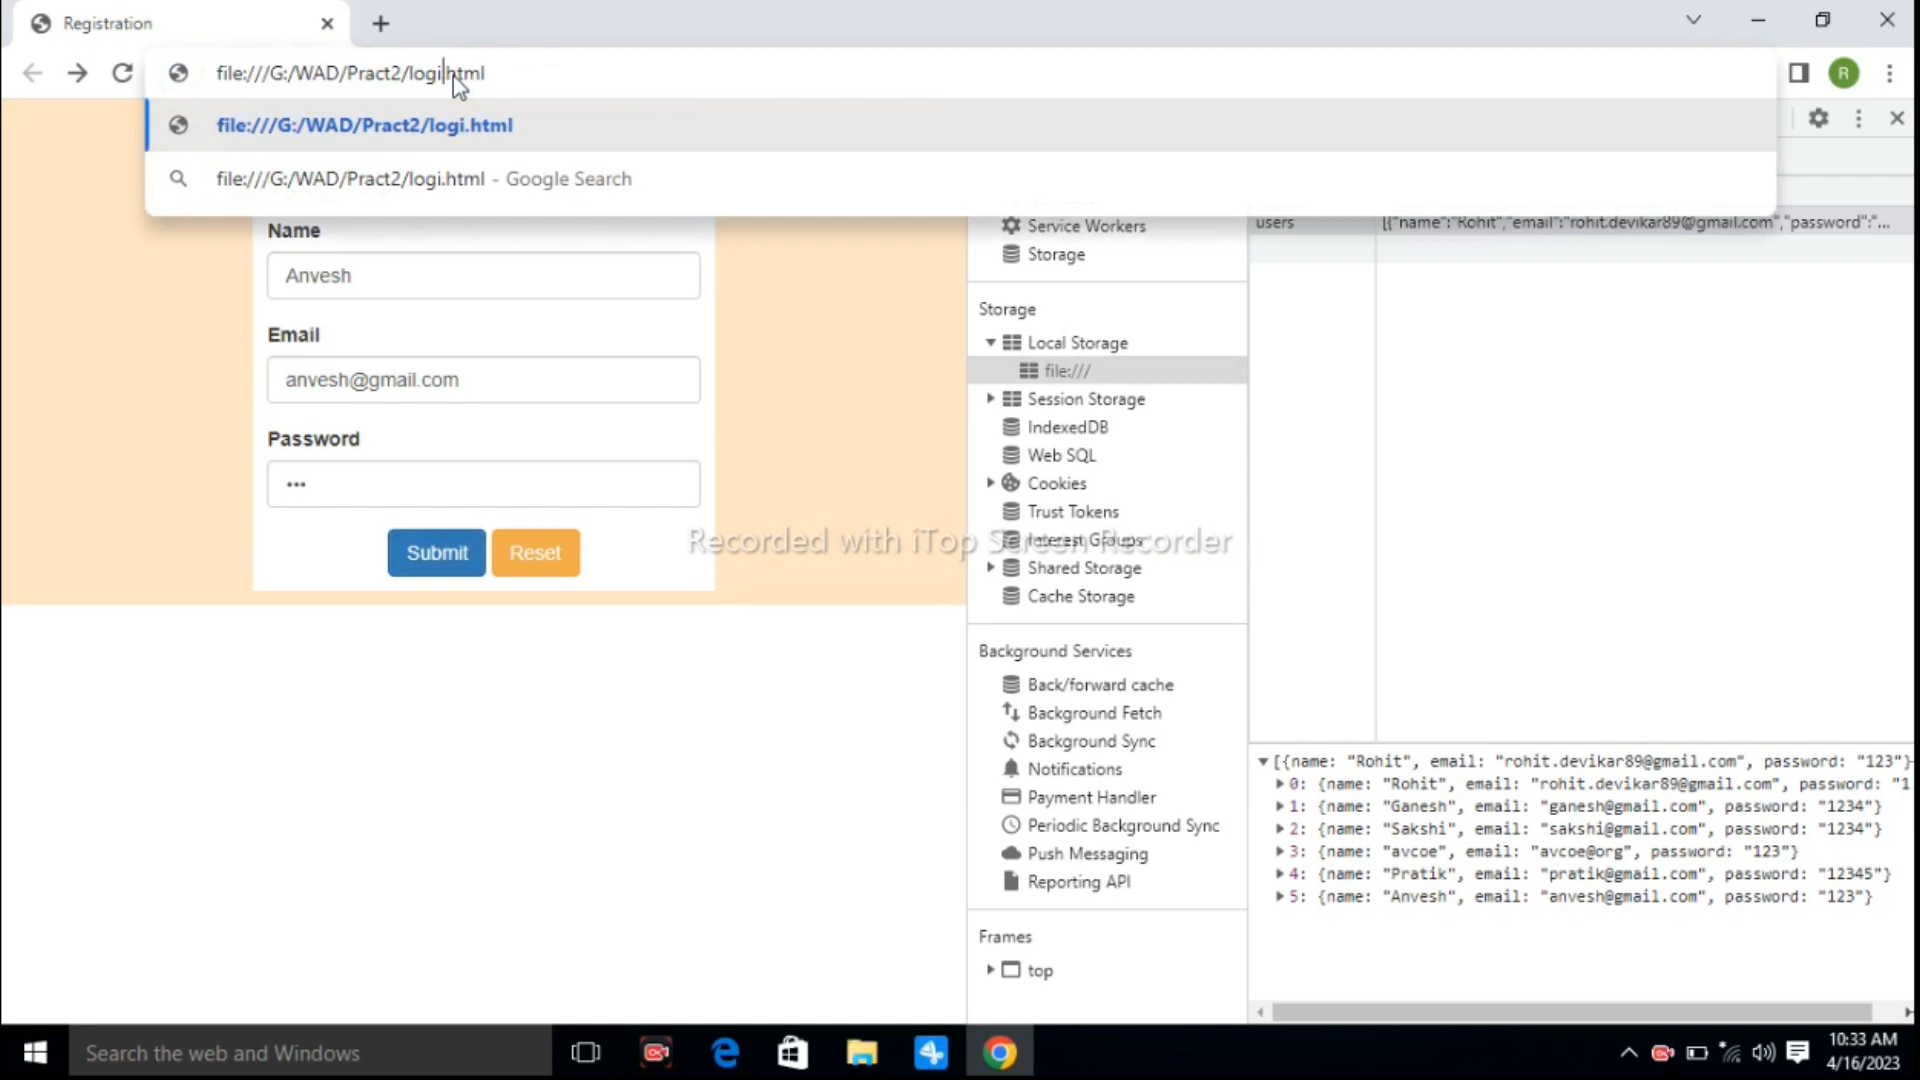 Registration
file:///G:/WAD/Pract2/logi.html
R
file:///G:/WAD/Pract2/logi.html
file:///G:/WAD/Pract2/logi.html - Google Search
Name
Anvesh
Email
anvesh@gmail.com
Password
•••
Submit
Reset
Service Workers
Storage
Storage
Local Storage
file:///
Session Storage
IndexedDB
Web SQL
Cookies
Trust Tokens
Interest Groups
Shared Storage
Cache Storage
Background Services
Back/forward cache
Background Fetch
Background Sync
Notifications
Payment Handler
Periodic Background Sync
Push Messaging
Reporting API
Frames
top
users [{"name":"Rohit","email":"rohit.devikar89@gmail.com","password":"...
[{name: "Rohit", email: "rohit.devikar89@gmail.com", password: "123"}
0: {name: "Rohit", email: "rohit.devikar89@gmail.com", password: "1
1: {name: "Ganesh", email: "ganesh@gmail.com", password: "1234"}
2: {name: "Sakshi", email: "sakshi@gmail.com", password: "1234"}
3: {name: "avcoe", email: "avcoe@org", password: "123"}
4: {name: "Pratik", email: "pratik@gmail.com", password: "12345"}
5: {name: "Anvesh", email: "anvesh@gmail.com", password: "123"}
Recorded with iTop Screen Recorder
Search the web and Windows
10:33 AM
4/16/2023